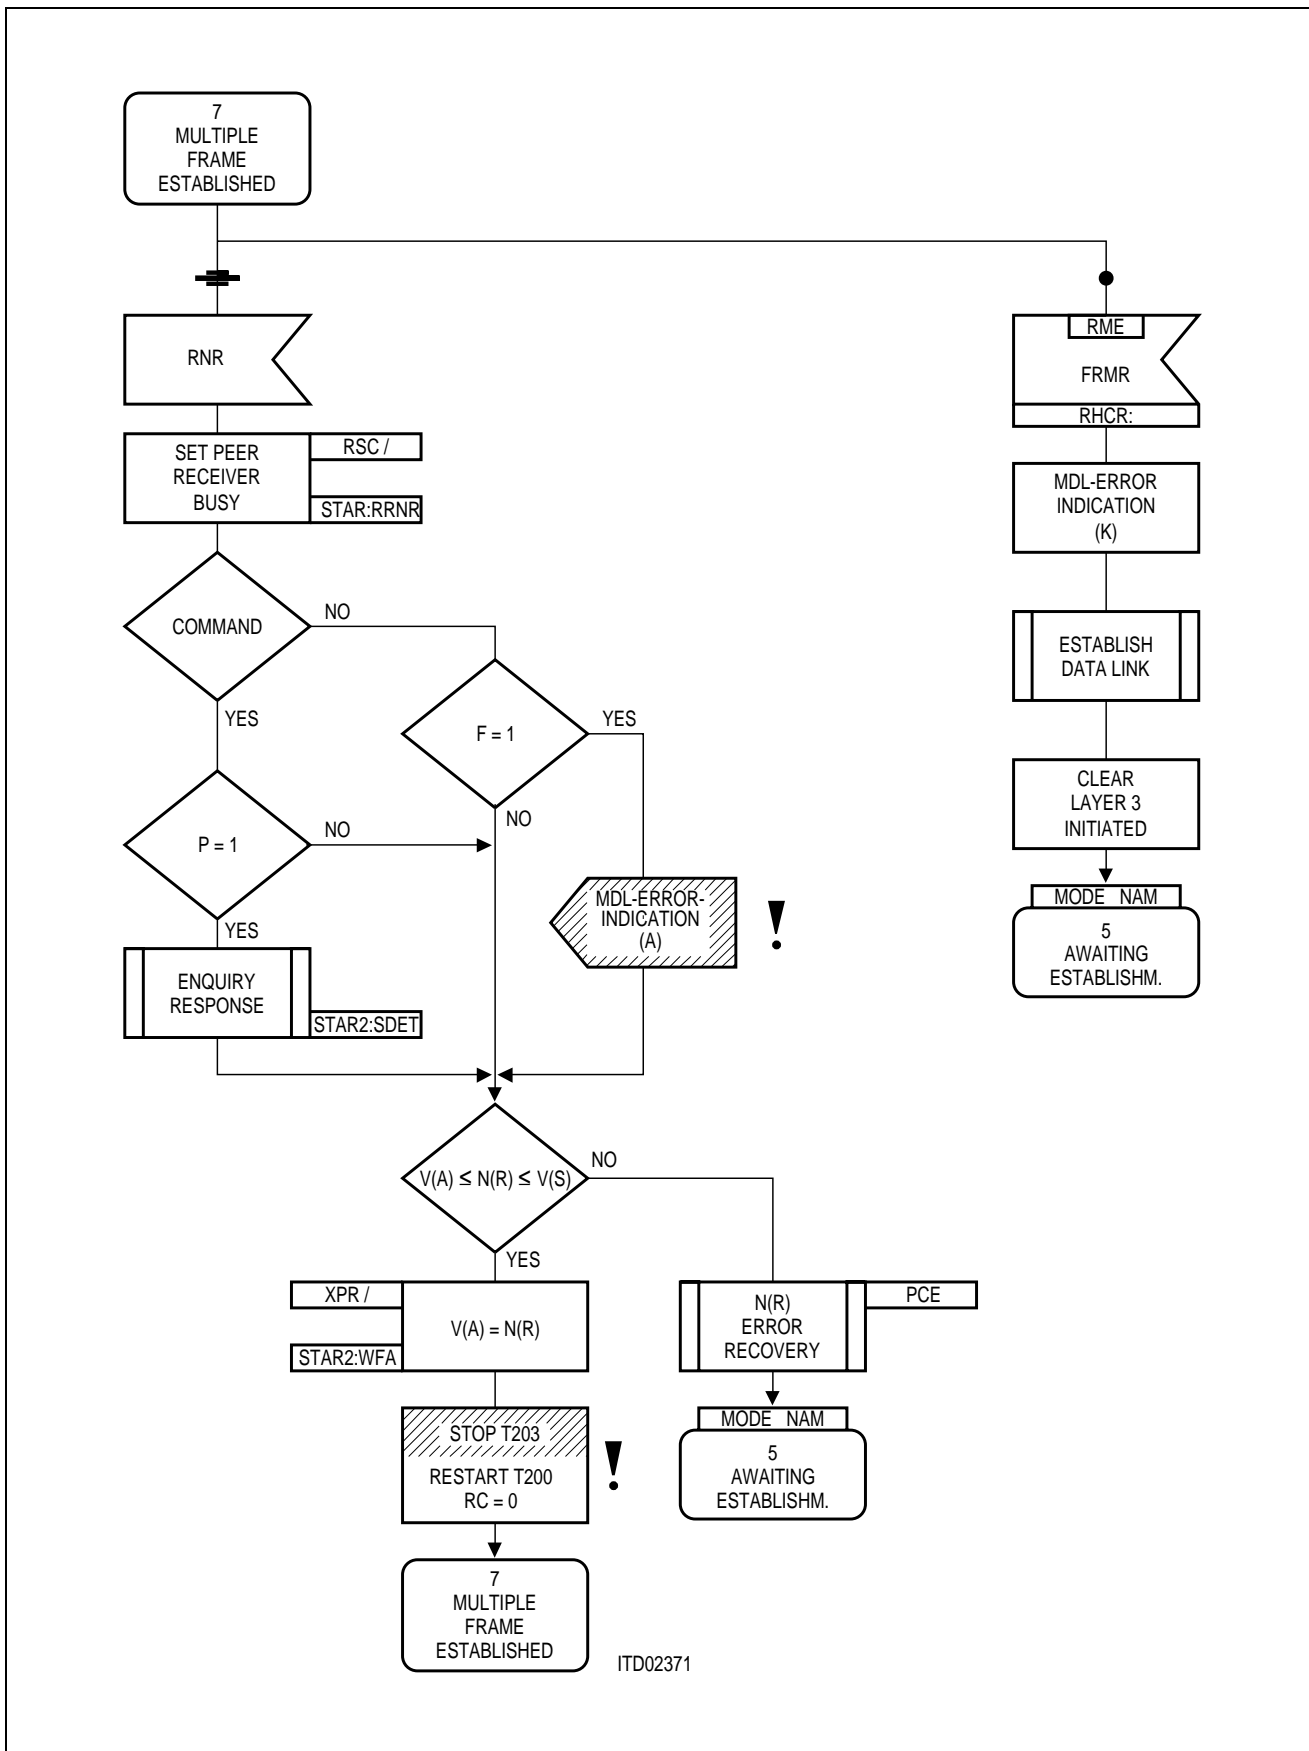 7
MULTIPLE
FRAME
ESTABLISHED
RNR
RME
FRMR
RHCR:
SET PEER
RECEIVER
BUSY
RSC /
STAR:RRNR
MDL-ERROR
INDICATION
(K)
COMMAND
NO
YES
ESTABLISH
DATA LINK
F = 1
YES
NO
P = 1
NO
YES
CLEAR
LAYER 3
INITIATED
MDL-ERROR-
INDICATION
(A)
!
MODE NAM
5
AWAITING
ESTABLISHM.
ENQUIRY
RESPONSE
STAR2:SDET
V(A) ≤ N(R) ≤ V(S)
NO
YES
XPR /
STAR2:WFA
V(A) = N(R)
N(R)
ERROR
RECOVERY
PCE
STOP T203
RESTART T200
RC = 0
!
MODE NAM
5
AWAITING
ESTABLISHM.
7
MULTIPLE
FRAME
ESTABLISHED
ITD02371